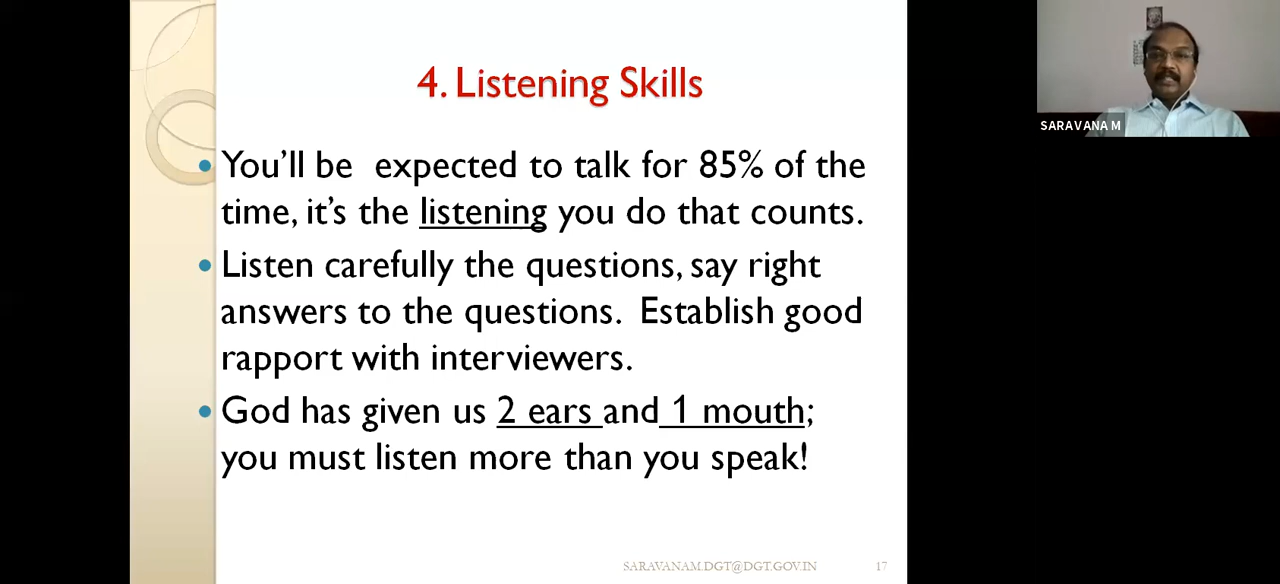 4. Listening Skills
You'll be expected to talk for 85% of the
time, it's the listening you do that counts.
Listen carefully the questions, say right
answers to the questions. Establish good
rapport with interviewers.
God has given us 2 ears and 1 mouth;
you must listen more than you speak!
SARAVANAM.DGT@DGT.GOV.IN 17
SARAVANA M